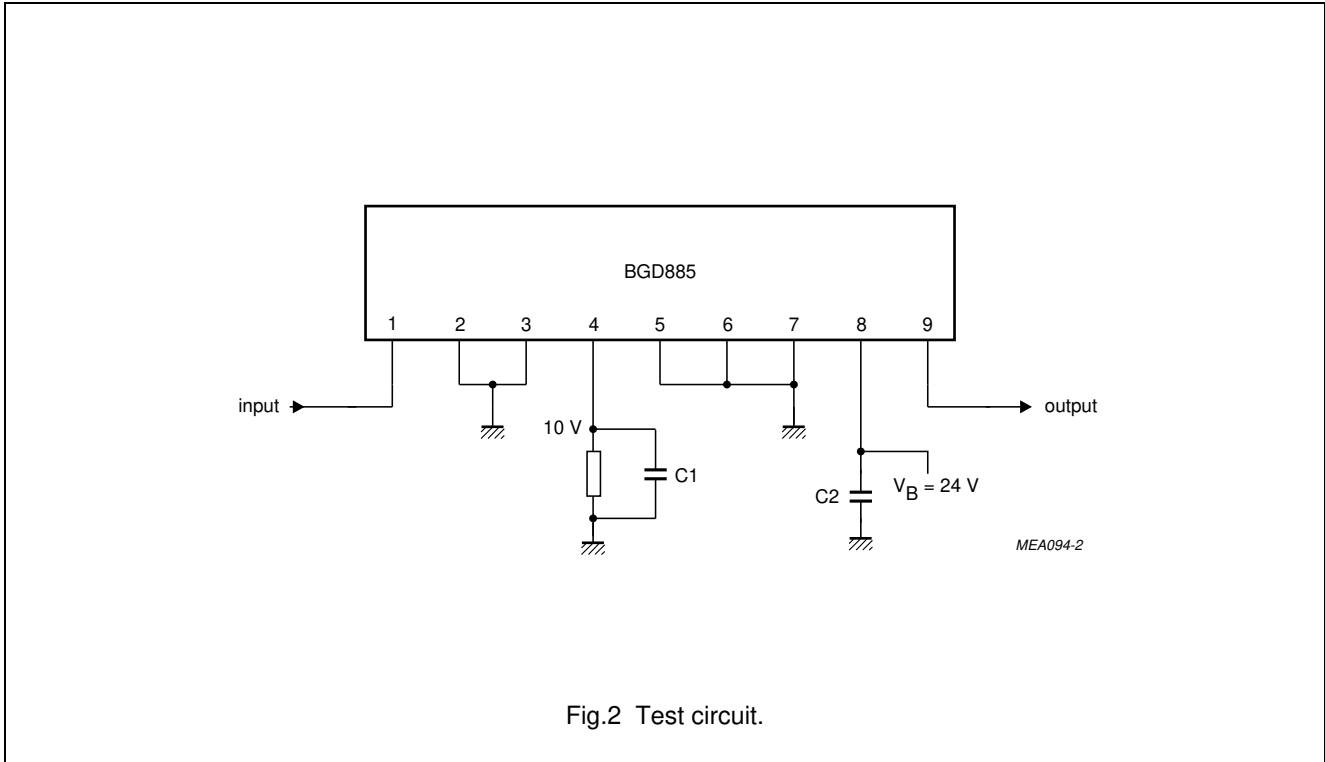 BGD885
1 2 3 4 5 6 7 8 9
input output
10 V
C1
C2 VB = 24 V
MEA094-2
Fig.2 Test circuit.